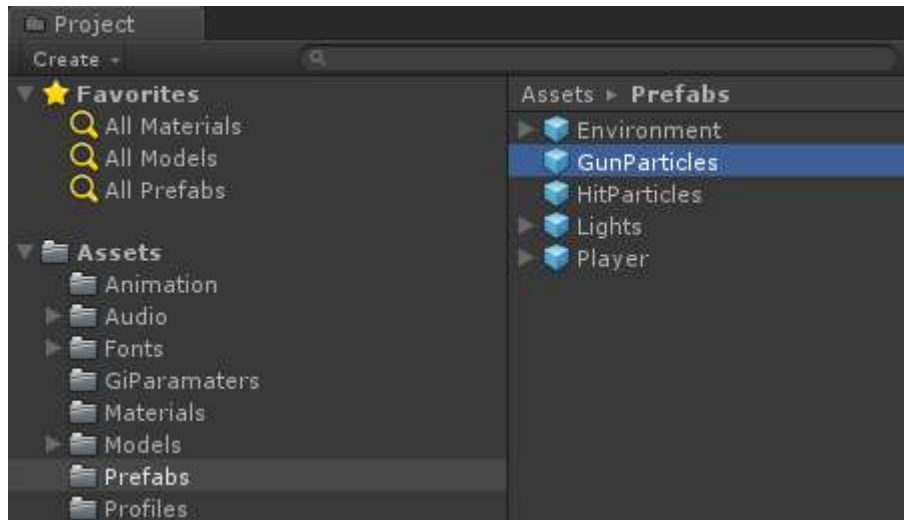 Project
Create
Favorites
All Materials
All Models
All Prefabs
Assets
Animation
Audio
Fonts
GiParamaters
Materials
Models
Prefabs
Profiles
Assets ▸ Prefabs
Environment
GunParticles
HitParticles
Lights
Player